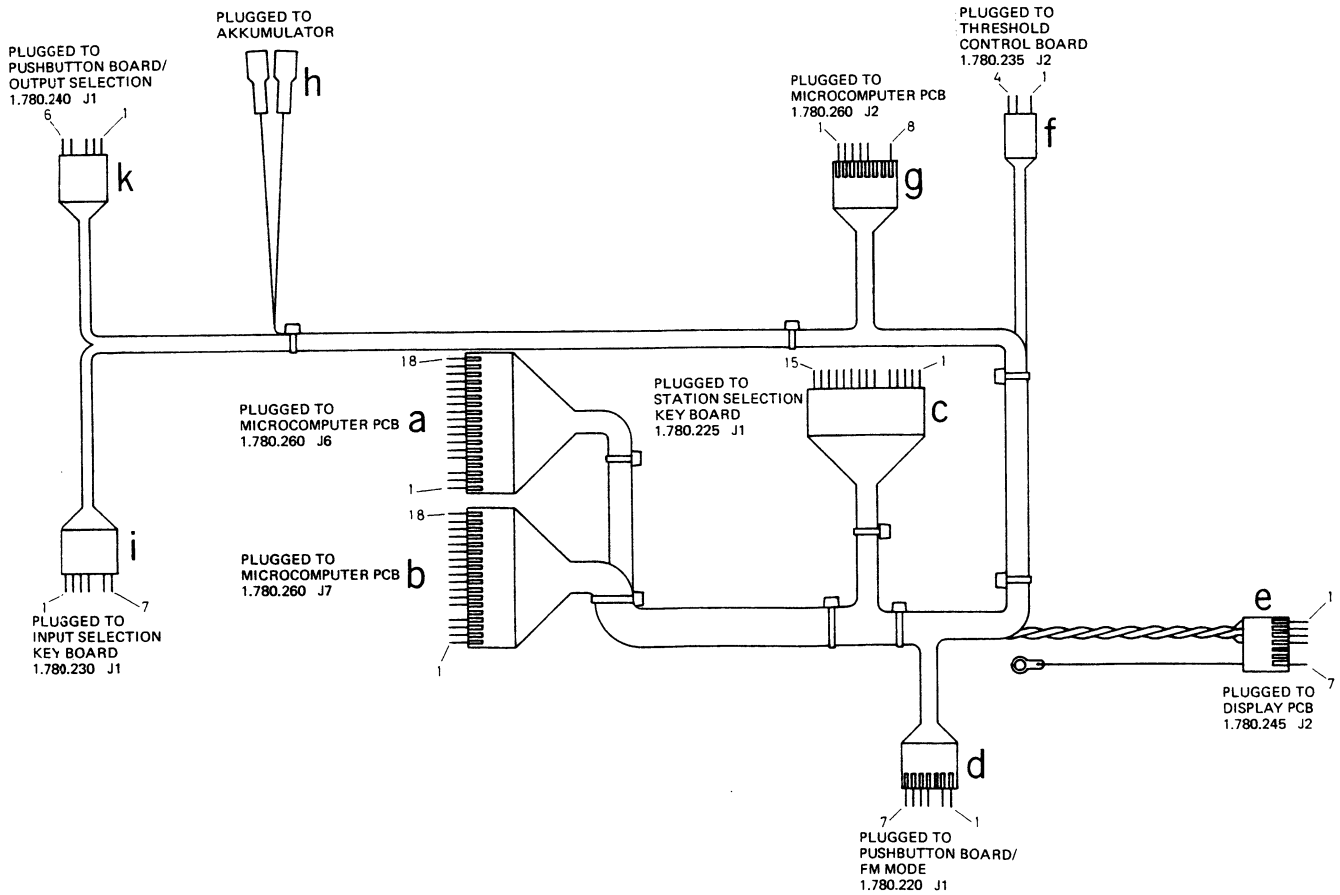 PLUGGED TO
AKKUMULATOR
h
PLUGGED TO
PUSHBUTTON BOARD/
OUTPUT SELECTION
1.780.240 J1
6 1
k
PLUGGED TO
MICROCOMPUTER PCB
1.780.260 J2
1 8
g
PLUGGED TO
THRESHOLD
CONTROL BOARD
1.780.235 J2
4 1
f
18
PLUGGED TO
MICROCOMPUTER PCB
1.780.260 J6
a
1
PLUGGED TO
STATION SELECTION
KEY BOARD
1.780.225 J1
15 1
c
18
PLUGGED TO
MICROCOMPUTER PCB
1.780.260 J7
b
1
i
1 7
PLUGGED TO
INPUT SELECTION
KEY BOARD
1.780.230 J1
e
1
7
PLUGGED TO
DISPLAY PCB
1.780.245 J2
d
7 1
PLUGGED TO
PUSHBUTTON BOARD/
FM MODE
1.780.220 J1